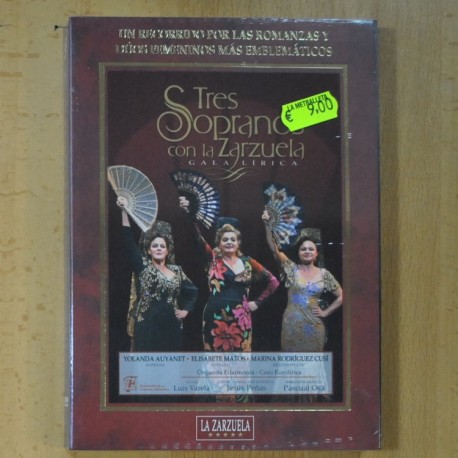 UN RECORRIDO POR LAS ROMANZAS Y
DÚOS FEMENINOS MÁS EMBLEMÁTICOS
LA METRALLETA
€ 9,00
Tres
Sopranos
con la Zarzuela
GALA LÍRICA
YOLANDA AUYANET · ELISABETE MATOS · MARINA RODRÍGUEZ CUSÍ
Orquesta Filarmonía · Coro
Luis Varela
Jesús Peñas
Pascual Osa
LA ZARZUELA